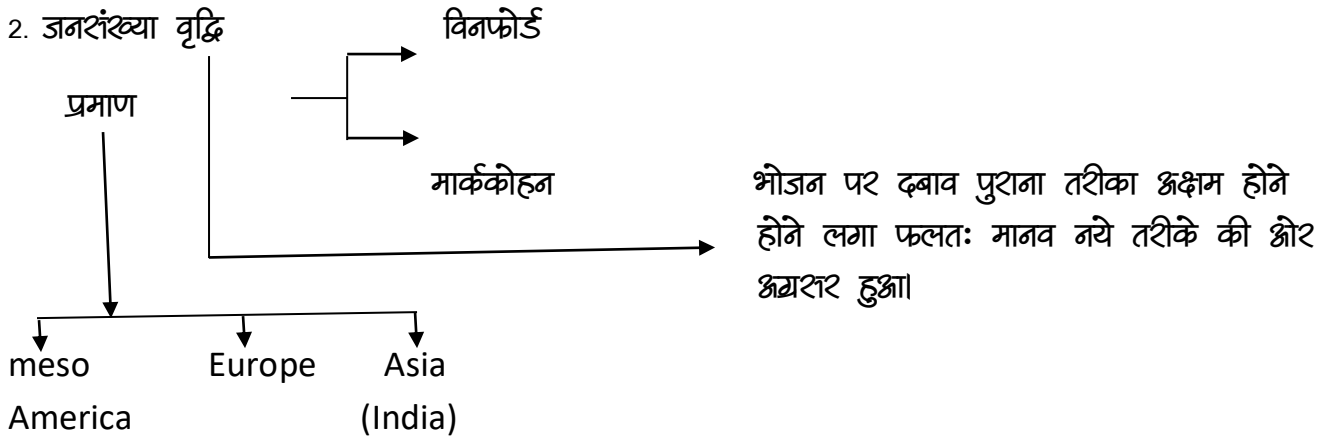 2. जनसंख्या वृद्धि विनफोर्ड
प्रमाण
मार्ककोहन
भोजन पर दबाव पुराना तरीका अक्षम होने
होने लगा फलतः मानव नये तरीके की ओर
अग्रसर हुआ।
meso Europe Asia
America (India)